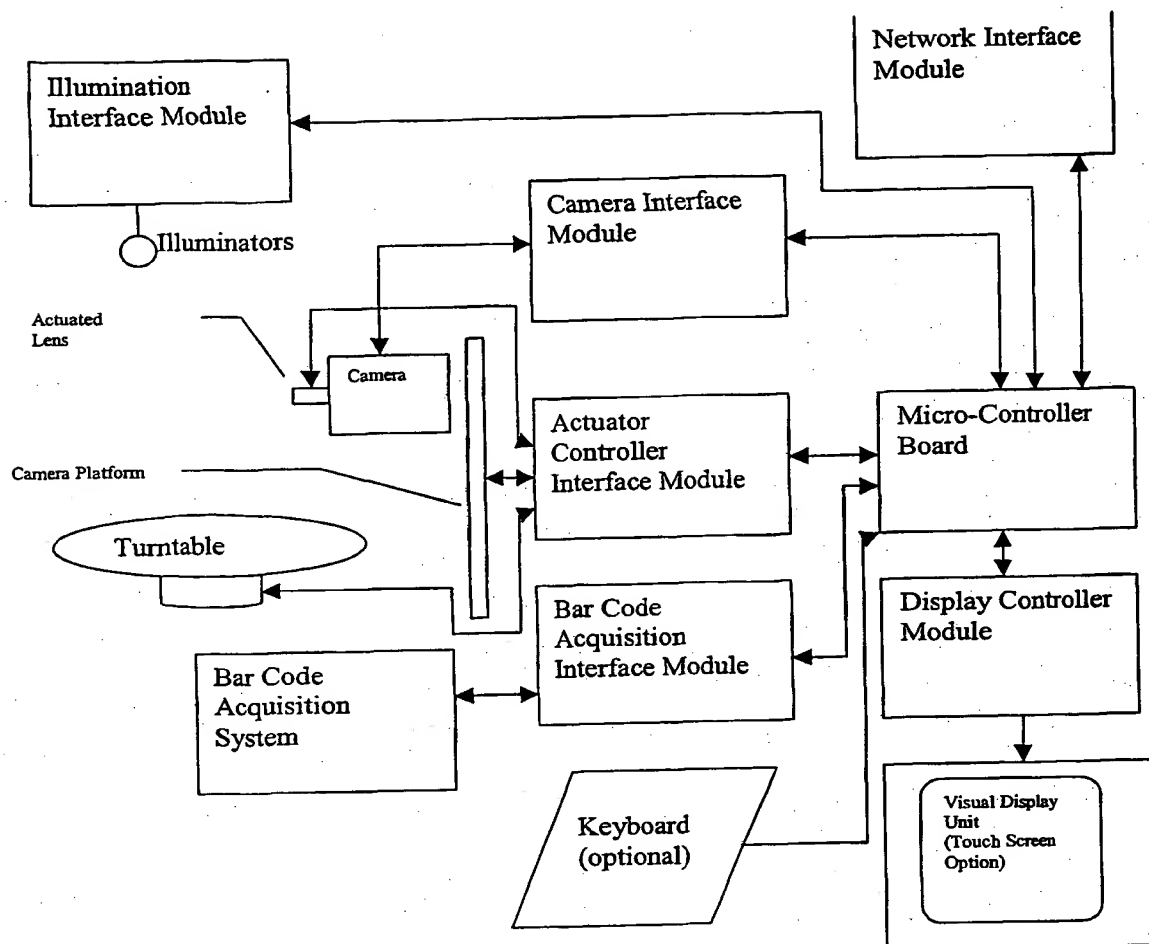 Network Interface
Module
Illumination
Interface Module
Camera Interface
Module
Illuminators
Actuated
Lens
Camera
Actuator
Controller
Interface Module
Micro-Controller
Board
Camera Platform
Turntable
Bar Code
Acquisition
Interface Module
Display Controller
Module
Bar Code
Acquisition
System
Visual Display
Unit
(Touch Screen
Option)
Keyboard
(optional)